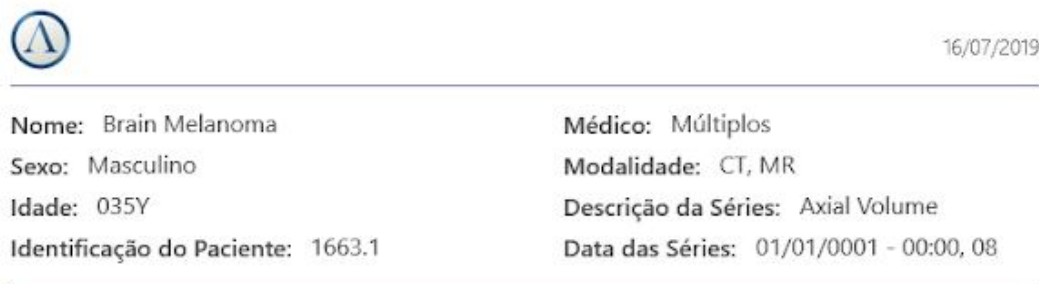 Λ
16/07/2019
Nome: Brain Melanoma
Médico: Múltiplos
Sexo: Masculino
Modalidade: CT, MR
Idade: 035Y
Descrição da Séries: Axial Volume
Identificação do Paciente: 1663.1
Data das Séries: 01/01/0001 - 00:00, 08